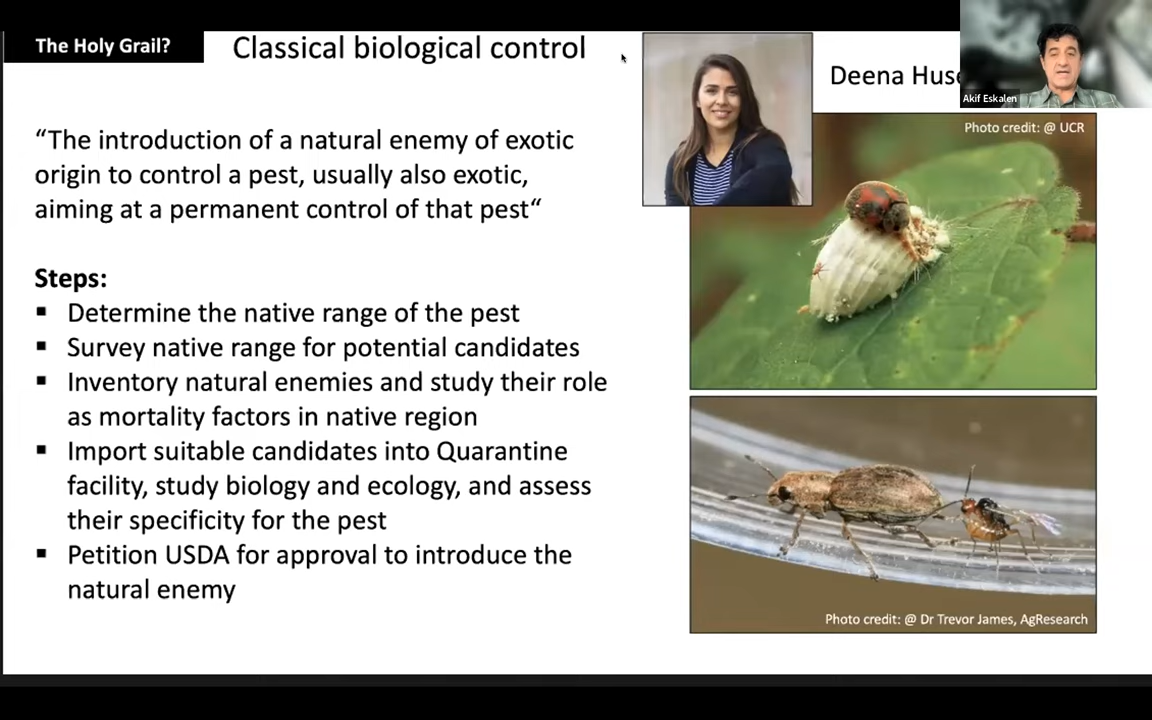 The Holy Grail?
Classical biological control
Deena
Akif Eskalen
Photo credit: @ UCR
“The introduction of a natural enemy of exotic
origin to control a pest, usually also exotic,
aiming at a permanent control of that pest“
Steps:
▪ Determine the native range of the pest
▪ Survey native range for potential candidates
▪ Inventory natural enemies and study their role
as mortality factors in native region
▪ Import suitable candidates into Quarantine
facility, study biology and ecology, and assess
their specificity for the pest
▪ Petition USDA for approval to introduce the
natural enemy
Photo credit: @ Dr Trevor James, AgResearch